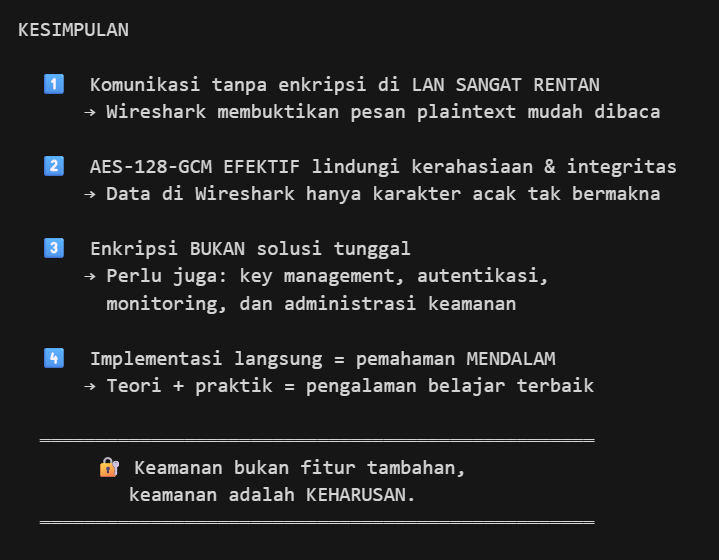 KESIMPULAN
1️⃣ Komunikasi tanpa enkripsi di LAN SANGAT RENTAN
→ Wireshark membuktikan pesan plaintext mudah dibaca
2️⃣ AES-128-GCM EFEKTIF lindungi kerahasiaan & integritas
→ Data di Wireshark hanya karakter acak tak bermakna
3️⃣ Enkripsi BUKAN solusi tunggal
→ Perlu juga: key management, autentikasi,
monitoring, dan administrasi keamanan
4️⃣ Implementasi langsung = pemahaman MENDALAM
→ Teori + praktik = pengalaman belajar terbaik
🔐 Keamanan bukan fitur tambahan,
keamanan adalah KEHARUSAN.